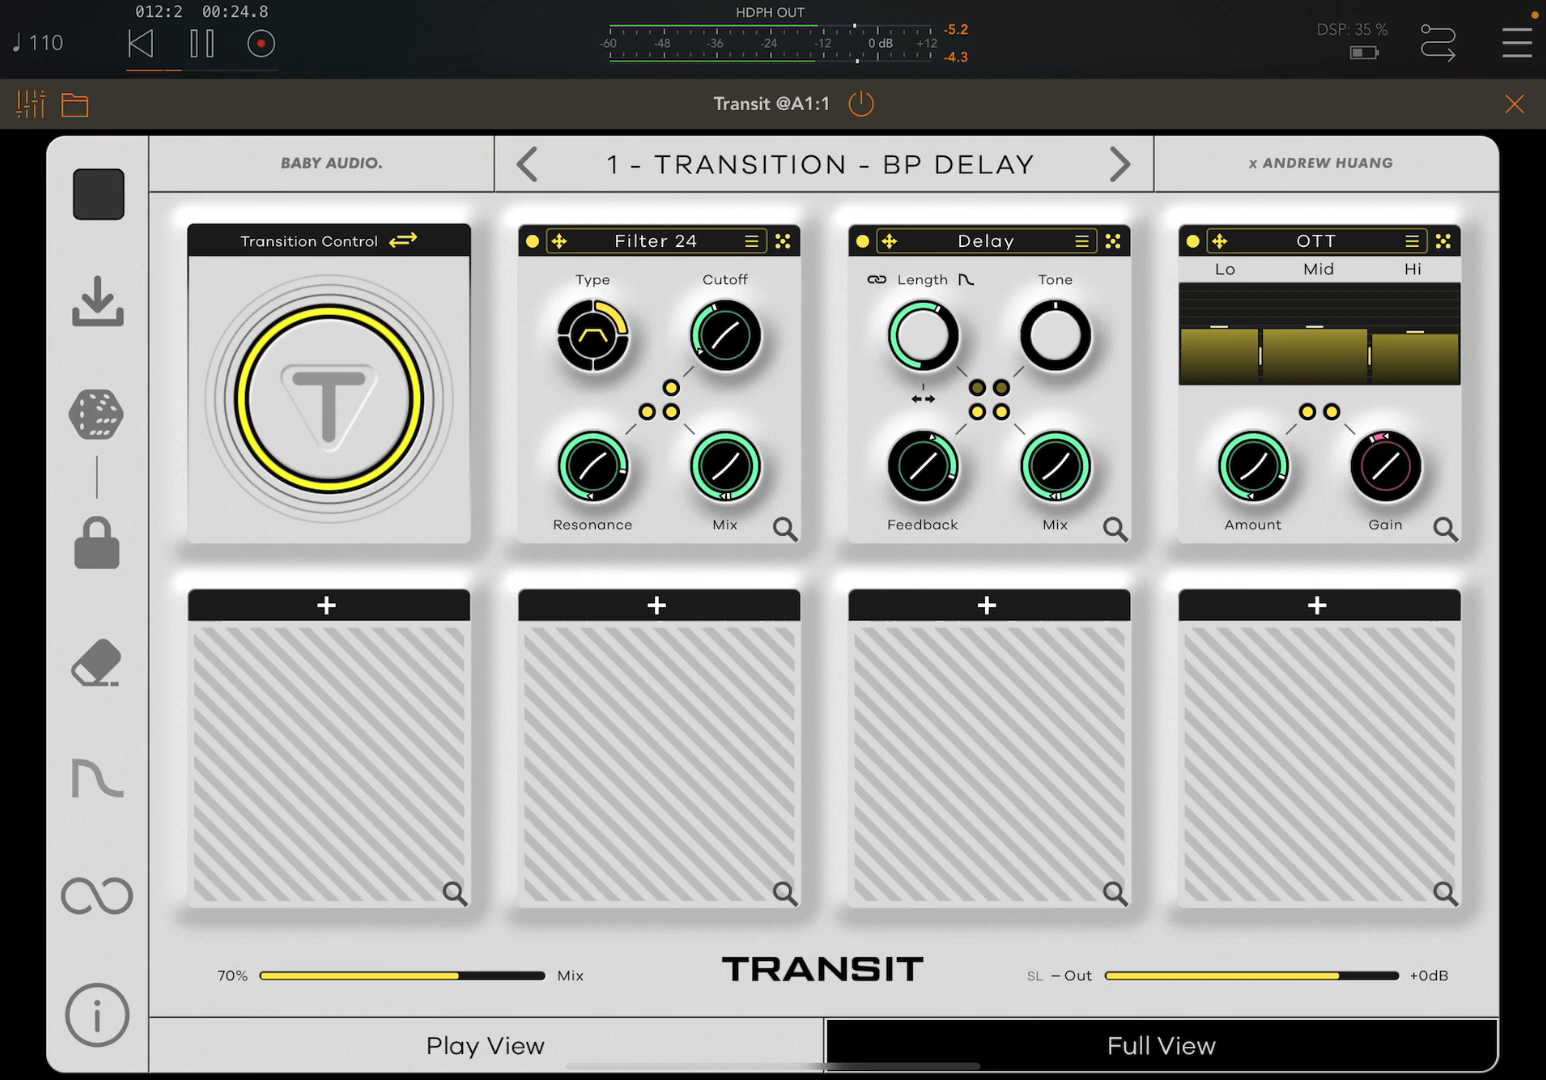 012:2 00:24.8
110
HDPH OUT
-60 -48 -36 -24 -12 0 dB +12
-5.2
-4.3
DSP: 35 %
Transit @A1:1
BABY AUDIO.
1 - TRANSITION - BP DELAY
x ANDREW HUANG
Transition Control
T
Filter 24
Type Cutoff
Resonance Mix
Delay
Length Tone
Feedback Mix
OTT
Lo Mid Hi
Amount Gain
+ + + +
70% Mix
TRANSIT
SL – Out +0dB
Play View
Full View